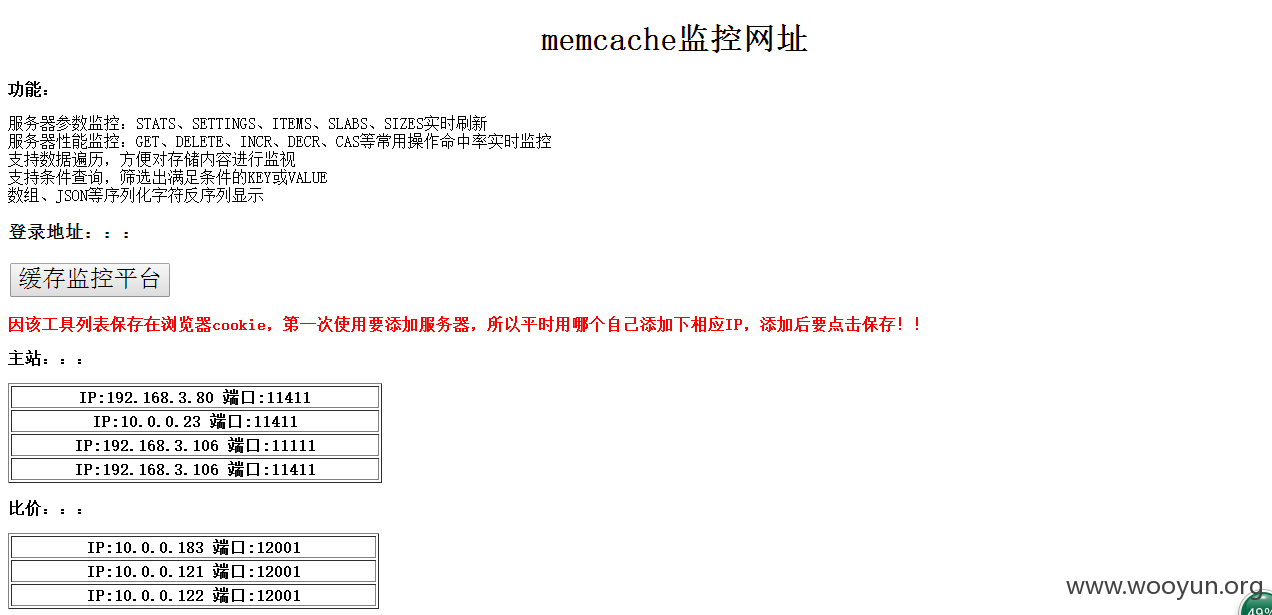 memcache监控网址
功能：
服务器参数监控：STATS、SETTINGS、ITEMS、SLABS、SIZES实时刷新
服务器性能监控：GET、DELETE、INCR、DECR、CAS等常用操作命中率实时监控
支持数据遍历，方便对存储内容进行监视
支持条件查询，筛选出满足条件的KEY或VALUE
数组、JSON等序列化字符反序列显示
登录地址：：：
缓存监控平台
因该工具列表保存在浏览器cookie，第一次使用要添加服务器，所以平时用哪个自己添加下相应IP，添加后要点击保存！！
主站：：：
IP:192.168.3.80 端口:11411
IP:10.0.0.23 端口:11411
IP:192.168.3.106 端口:11111
IP:192.168.3.106 端口:11411
比价：：：
IP:10.0.0.183 端口:12001
IP:10.0.0.121 端口:12001
IP:10.0.0.122 端口:12001
www.wooyun.org
49%